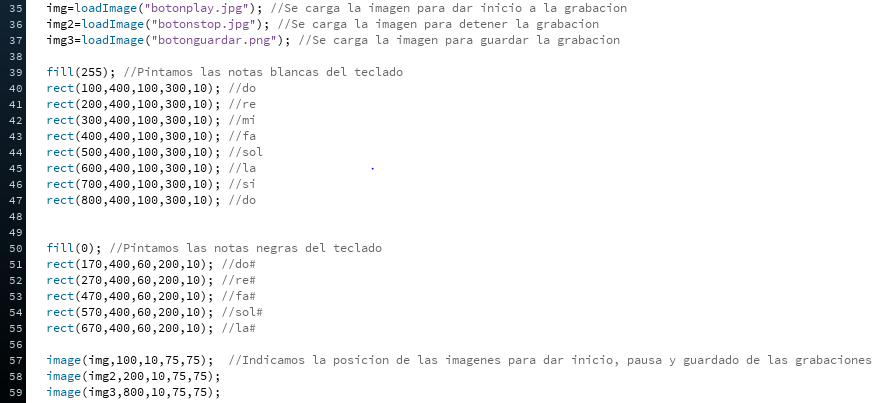 35 img=loadImage("botonplay.jpg"); //Se carga la imagen para dar inicio a la grabacion
36 img2=loadImage("botonstop.jpg"); //Se carga la imagen para detener la grabacion
37 img3=loadImage("botonguardar.png"); //Se carga la imagen para guardar la grabacion
38
39 fill(255); //Pintamos las notas blancas del teclado
40 rect(100,400,100,300,10); //do
41 rect(200,400,100,300,10); //re
42 rect(300,400,100,300,10); //mi
43 rect(400,400,100,300,10); //fa
44 rect(500,400,100,300,10); //sol
45 rect(600,400,100,300,10); //la
46 rect(700,400,100,300,10); //si
47 rect(800,400,100,300,10); //do
48
49
50 fill(0); //Pintamos las notas negras del teclado
51 rect(170,400,60,200,10); //do#
52 rect(270,400,60,200,10); //re#
53 rect(470,400,60,200,10); //fa#
54 rect(570,400,60,200,10); //sol#
55 rect(670,400,60,200,10); //la#
56
57 image(img,100,10,75,75);  //Indicamos la posicion de las imagenes para dar inicio, pausa y guardado de las grabaciones
58 image(img2,200,10,75,75);
59 image(img3,800,10,75,75);